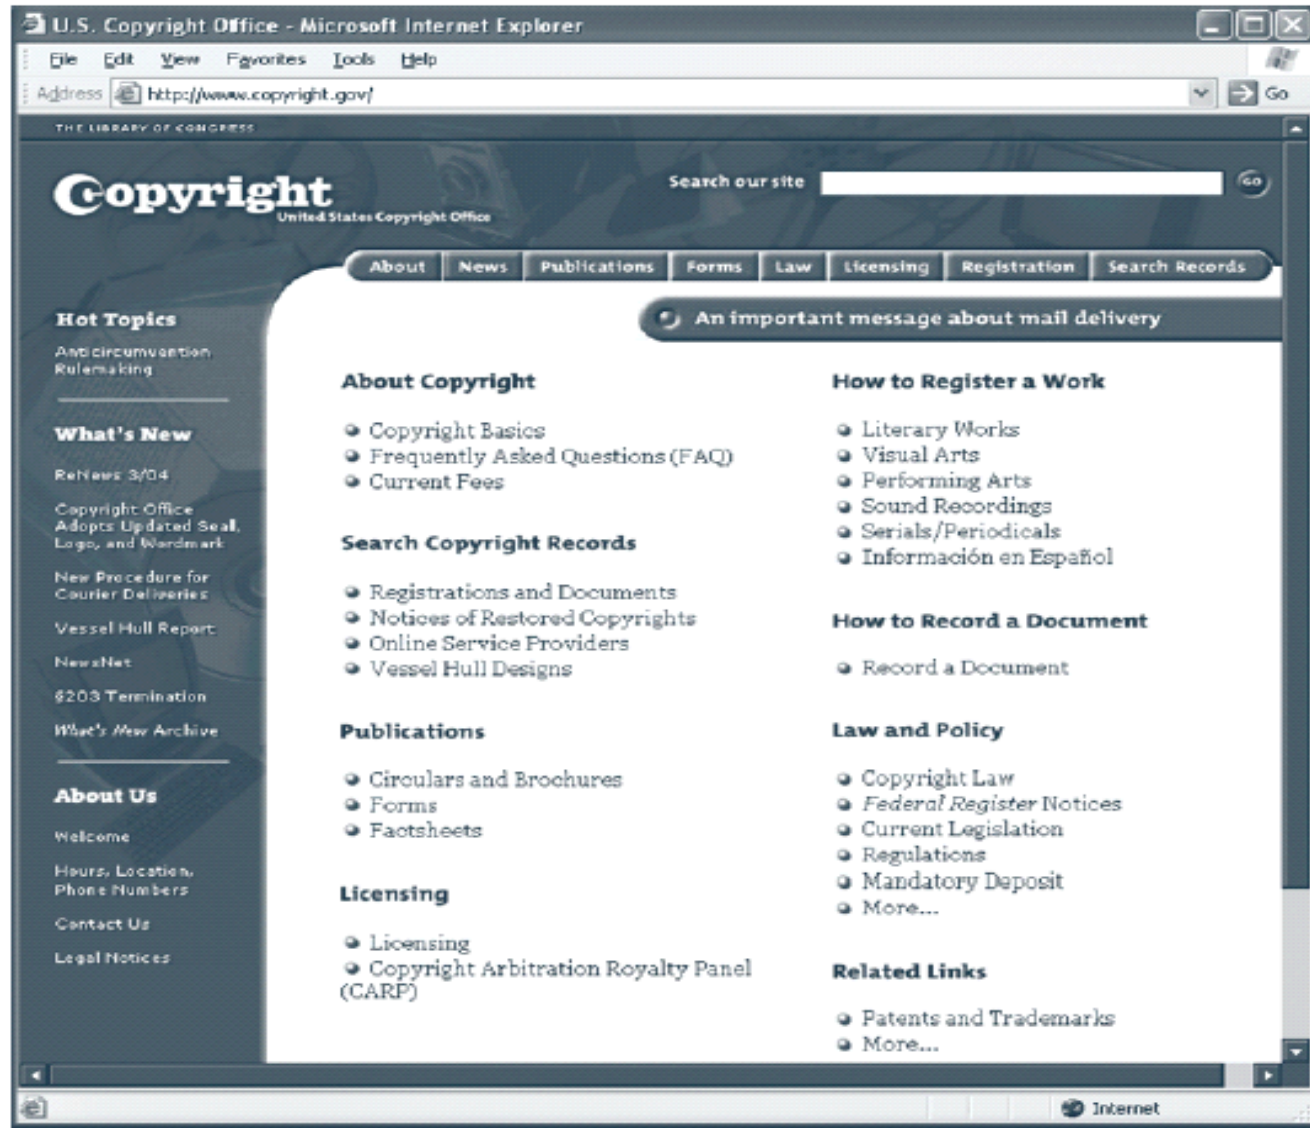 U.S. Copyright Office - Microsoft Internet Explorer
File Edit View Favorites Tools Help
Address http://www.copyright.gov/ Go
THE LIBRARY OF CONGRESS
Copyright
United States Copyright Office
Search our site GO
About News Publications Forms Law Licensing Registration Search Records
An important message about mail delivery
Hot Topics
Anticircumvention
Rulemaking
What's New
ReNews 3/04
Copyright Office
Adopts Updated Seal,
Logo, and Wordmark
New Procedure for
Courier Deliveries
Vessel Hull Report
NewsNet
§203 Termination
What's New Archive
About Us
Welcome
Hours, Location,
Phone Numbers
Contact Us
Legal Notices
About Copyright
Copyright Basics
Frequently Asked Questions (FAQ)
Current Fees
Search Copyright Records
Registrations and Documents
Notices of Restored Copyrights
Online Service Providers
Vessel Hull Designs
Publications
Circulars and Brochures
Forms
Factsheets
Licensing
Licensing
Copyright Arbitration Royalty Panel
(CARP)
How to Register a Work
Literary Works
Visual Arts
Performing Arts
Sound Recordings
Serials/Periodicals
Información en Español
How to Record a Document
Record a Document
Law and Policy
Copyright Law
Federal Register Notices
Current Legislation
Regulations
Mandatory Deposit
More...
Related Links
Patents and Trademarks
More...
Internet